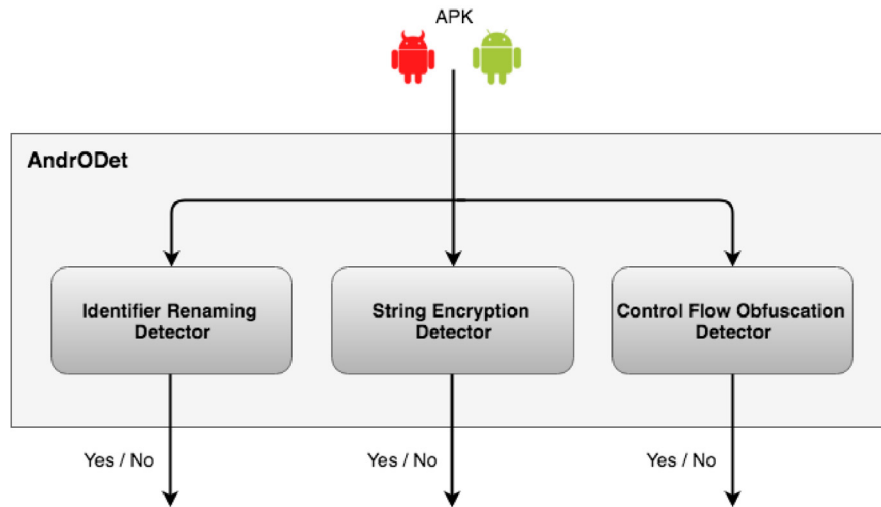 APK
AndrODet
Identifier Renaming
Detector
String Encryption
Detector
Control Flow Obfuscation
Detector
Yes / No
Yes / No
Yes / No